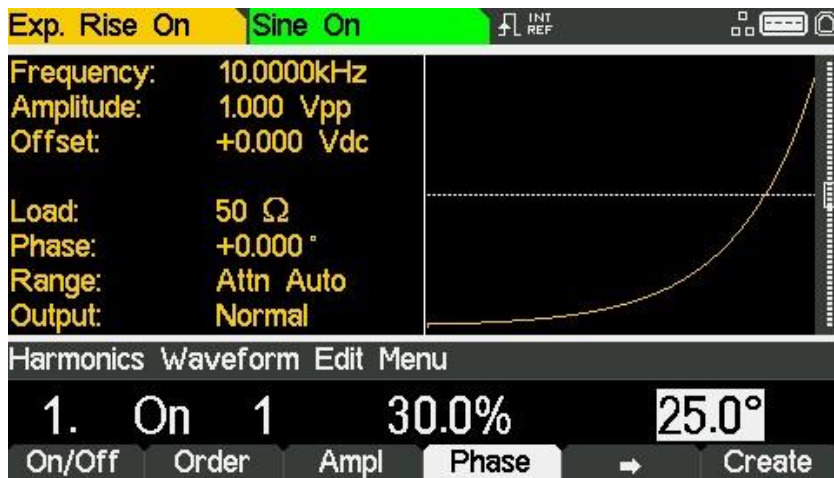 Exp. Rise On Sine On INT REF
Frequency: 10.0000kHz
Amplitude: 1.000 Vpp
Offset: +0.000 Vdc
Load: 50 Ω
Phase: +0.000 °
Range: Attn Auto
Output: Normal
Harmonics Waveform Edit Menu
1. On 1 30.0% 25.0°
On/Off Order Ampl Phase ➡ Create